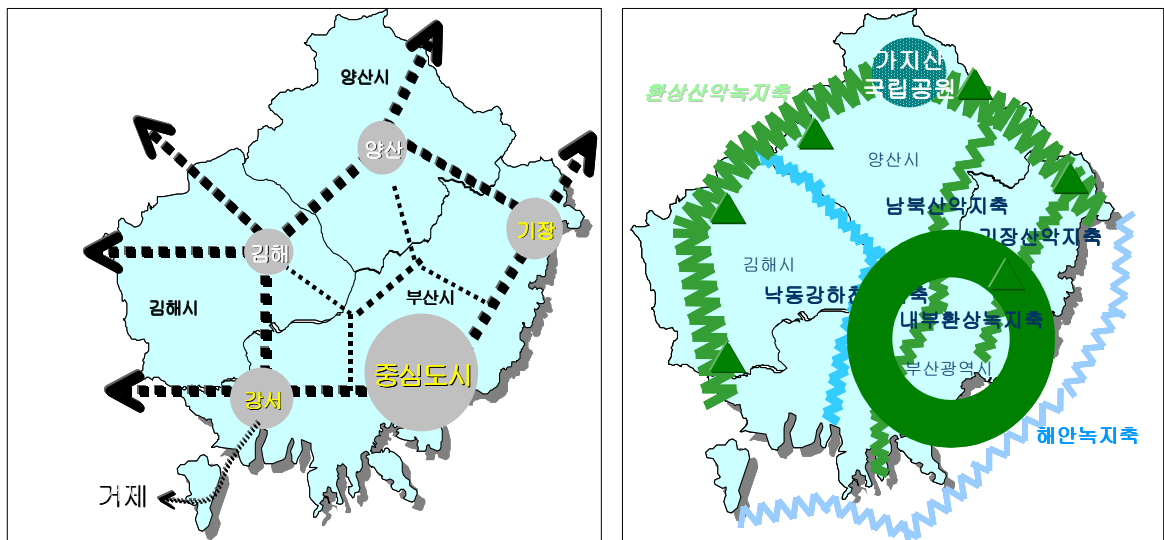 양산시
양산
기장
김해
부산시
김해시
중심도시
강서
거제
가지산
국립공원
환상산악녹지축
양산시
남북산악지축
기장산악지축
김해시
낙동강하천
축
내부환상녹지축
부산광역시
해안녹지축